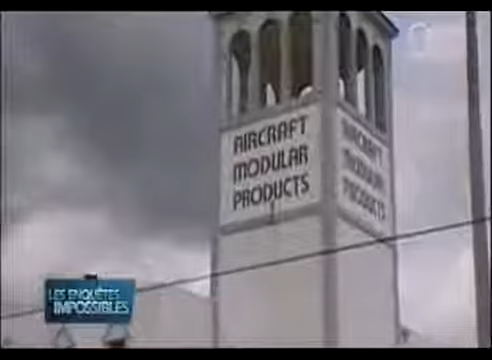 AIRCRAFT
MODULAR
PRODUCTS
AIRCRAFT
MODULAR
PRODUCTS
LES ENQUÊTES
IMPOSSIBLES